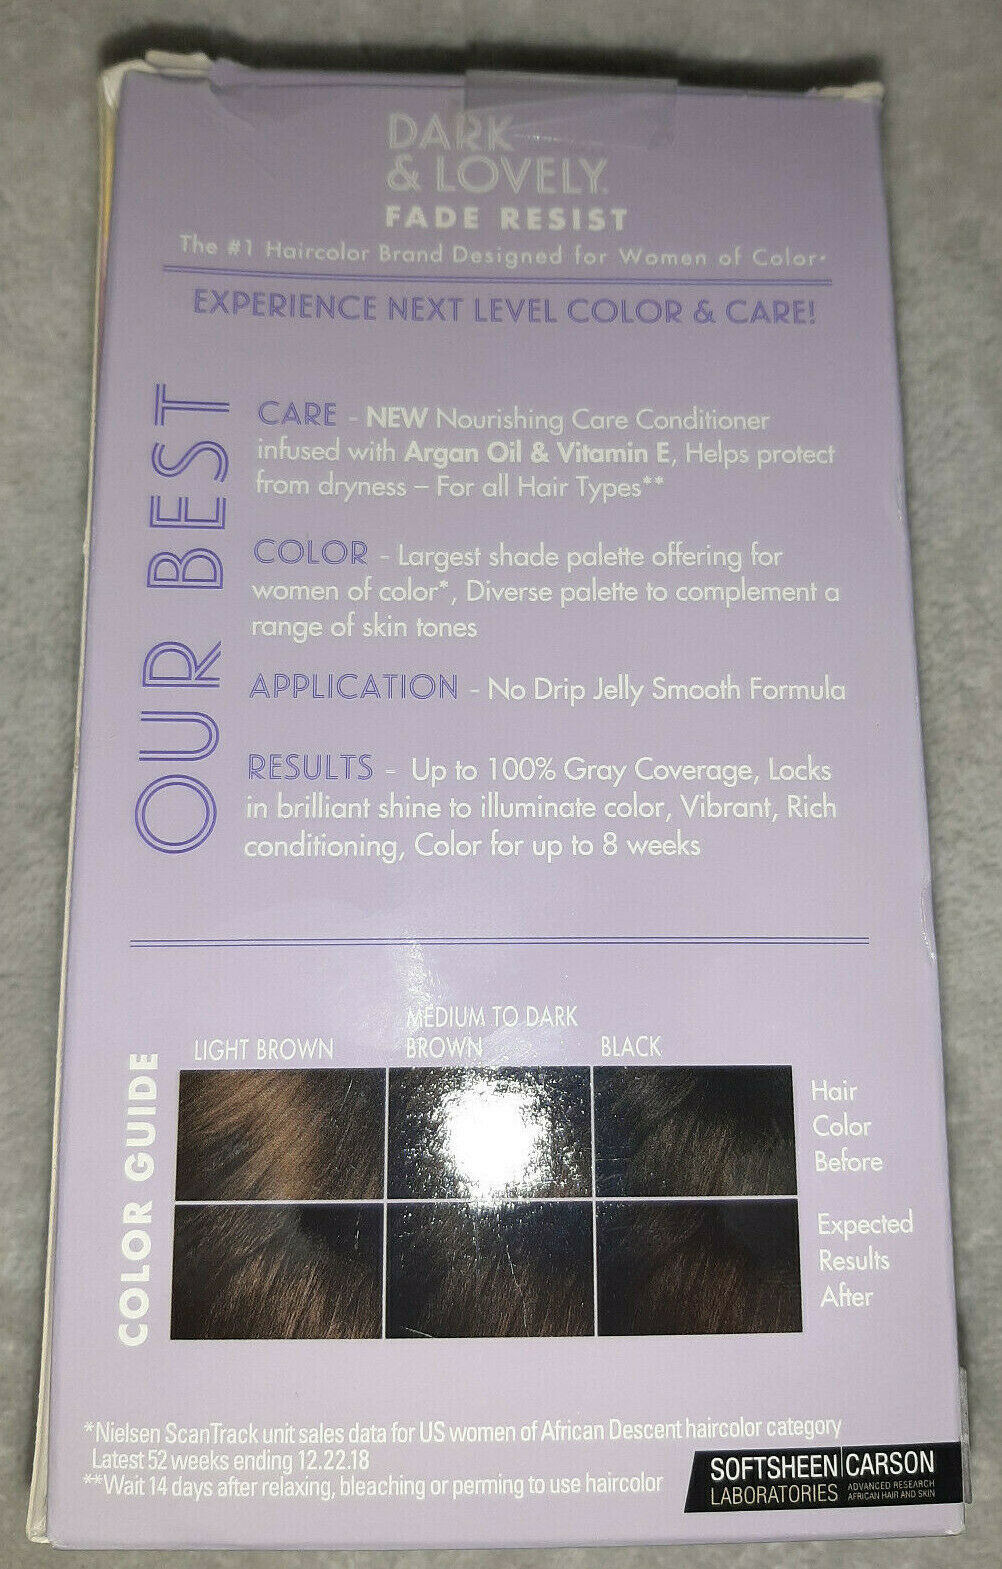 DARK
& LOVELY.
FADE RESIST
The #1 Haircolor Brand Designed for Women of Color*
EXPERIENCE NEXT LEVEL COLOR & CARE!
OUR BEST
CARE - NEW Nourishing Care Conditioner
infused with Argan Oil & Vitamin E, Helps protect
from dryness – For all Hair Types**
COLOR - Largest shade palette offering for
women of color*, Diverse palette to complement a
range of skin tones
APPLICATION - No Drip Jelly Smooth Formula
RESULTS - Up to 100% Gray Coverage, Locks
in brilliant shine to illuminate color, Vibrant, Rich
conditioning, Color for up to 8 weeks
COLOR GUIDE
LIGHT BROWN
MEDIUM TO DARK
BROWN
BLACK
Hair
Color
Before
Expected
Results
After
*Nielsen ScanTrack unit sales data for US women of African Descent haircolor category
Latest 52 weeks ending 12.22.18
**Wait 14 days after relaxing, bleaching or perming to use haircolor
SOFTSHEEN CARSON
LABORATORIES
ADVANCED RESEARCH
AFRICAN HAIR AND SKIN